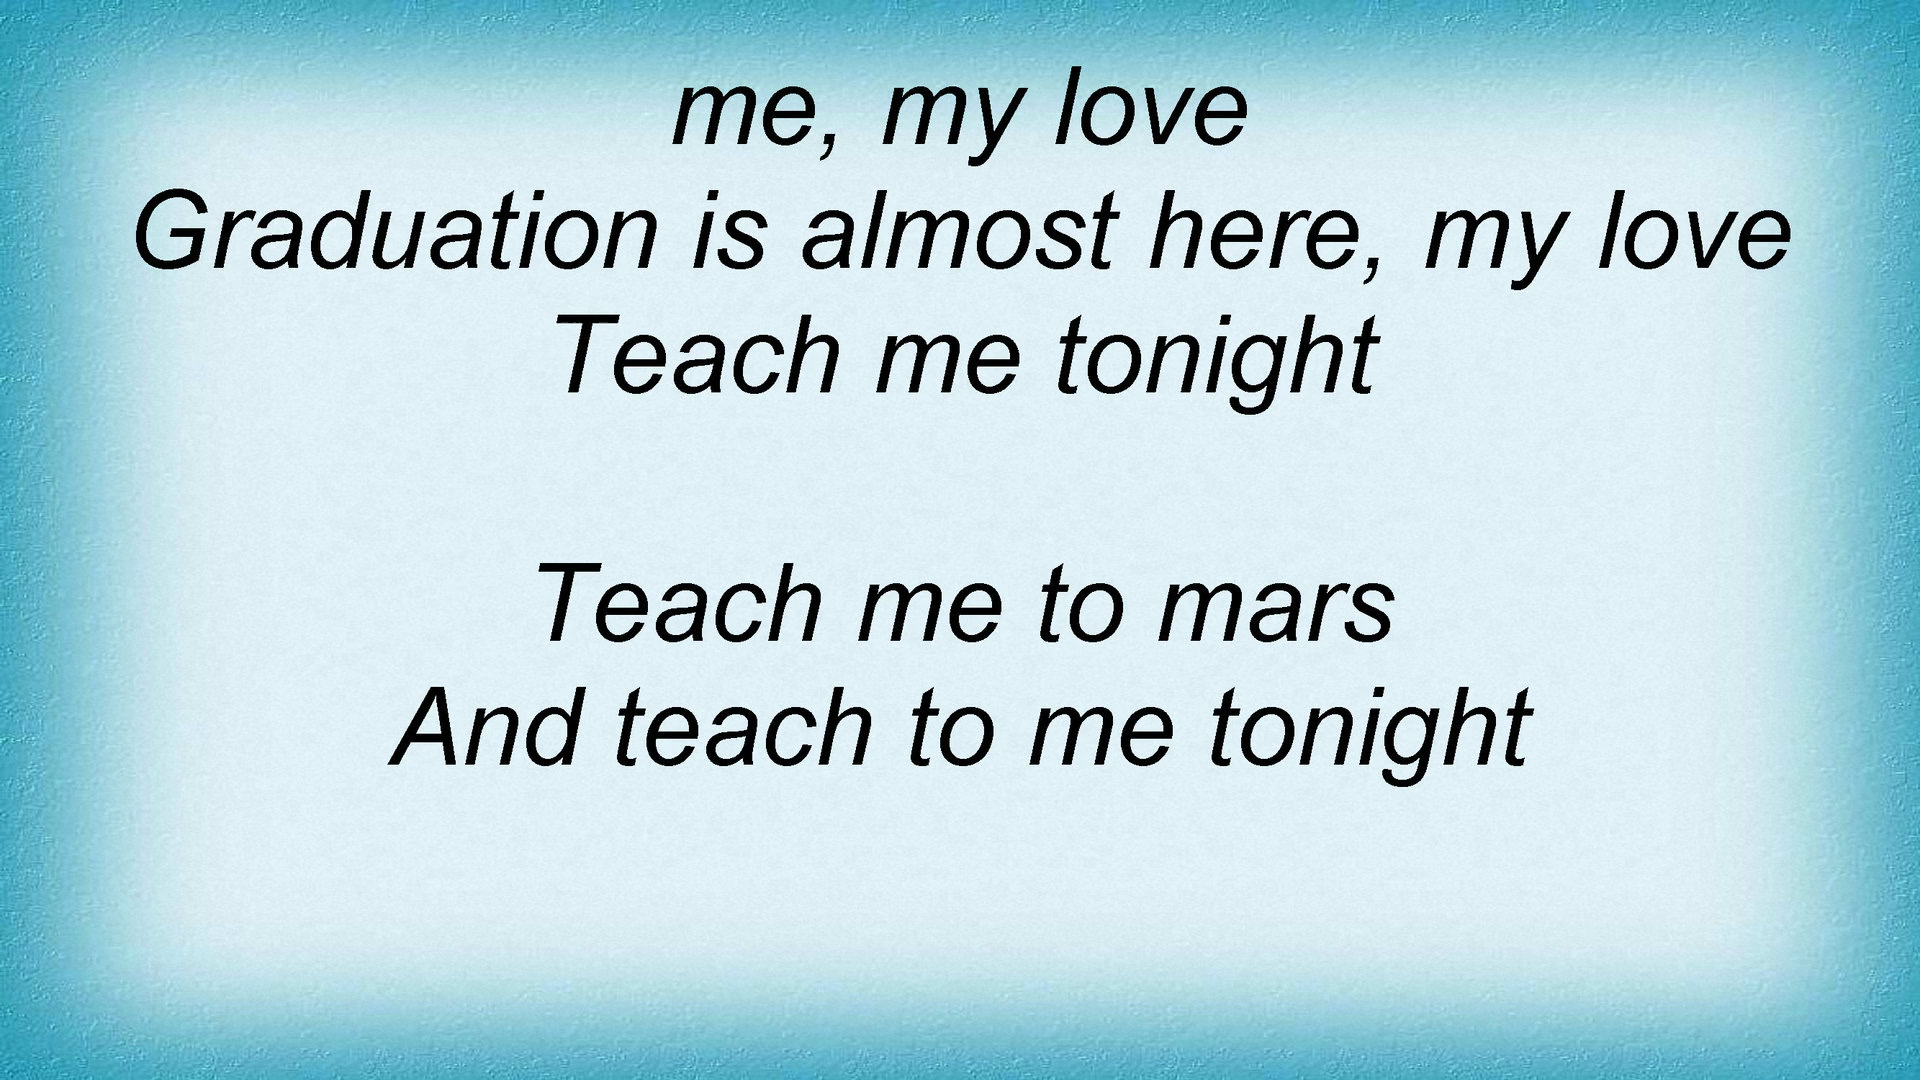 me, my love
Graduation is almost here, my love
Teach me tonight
Teach me to mars
And teach to me tonight